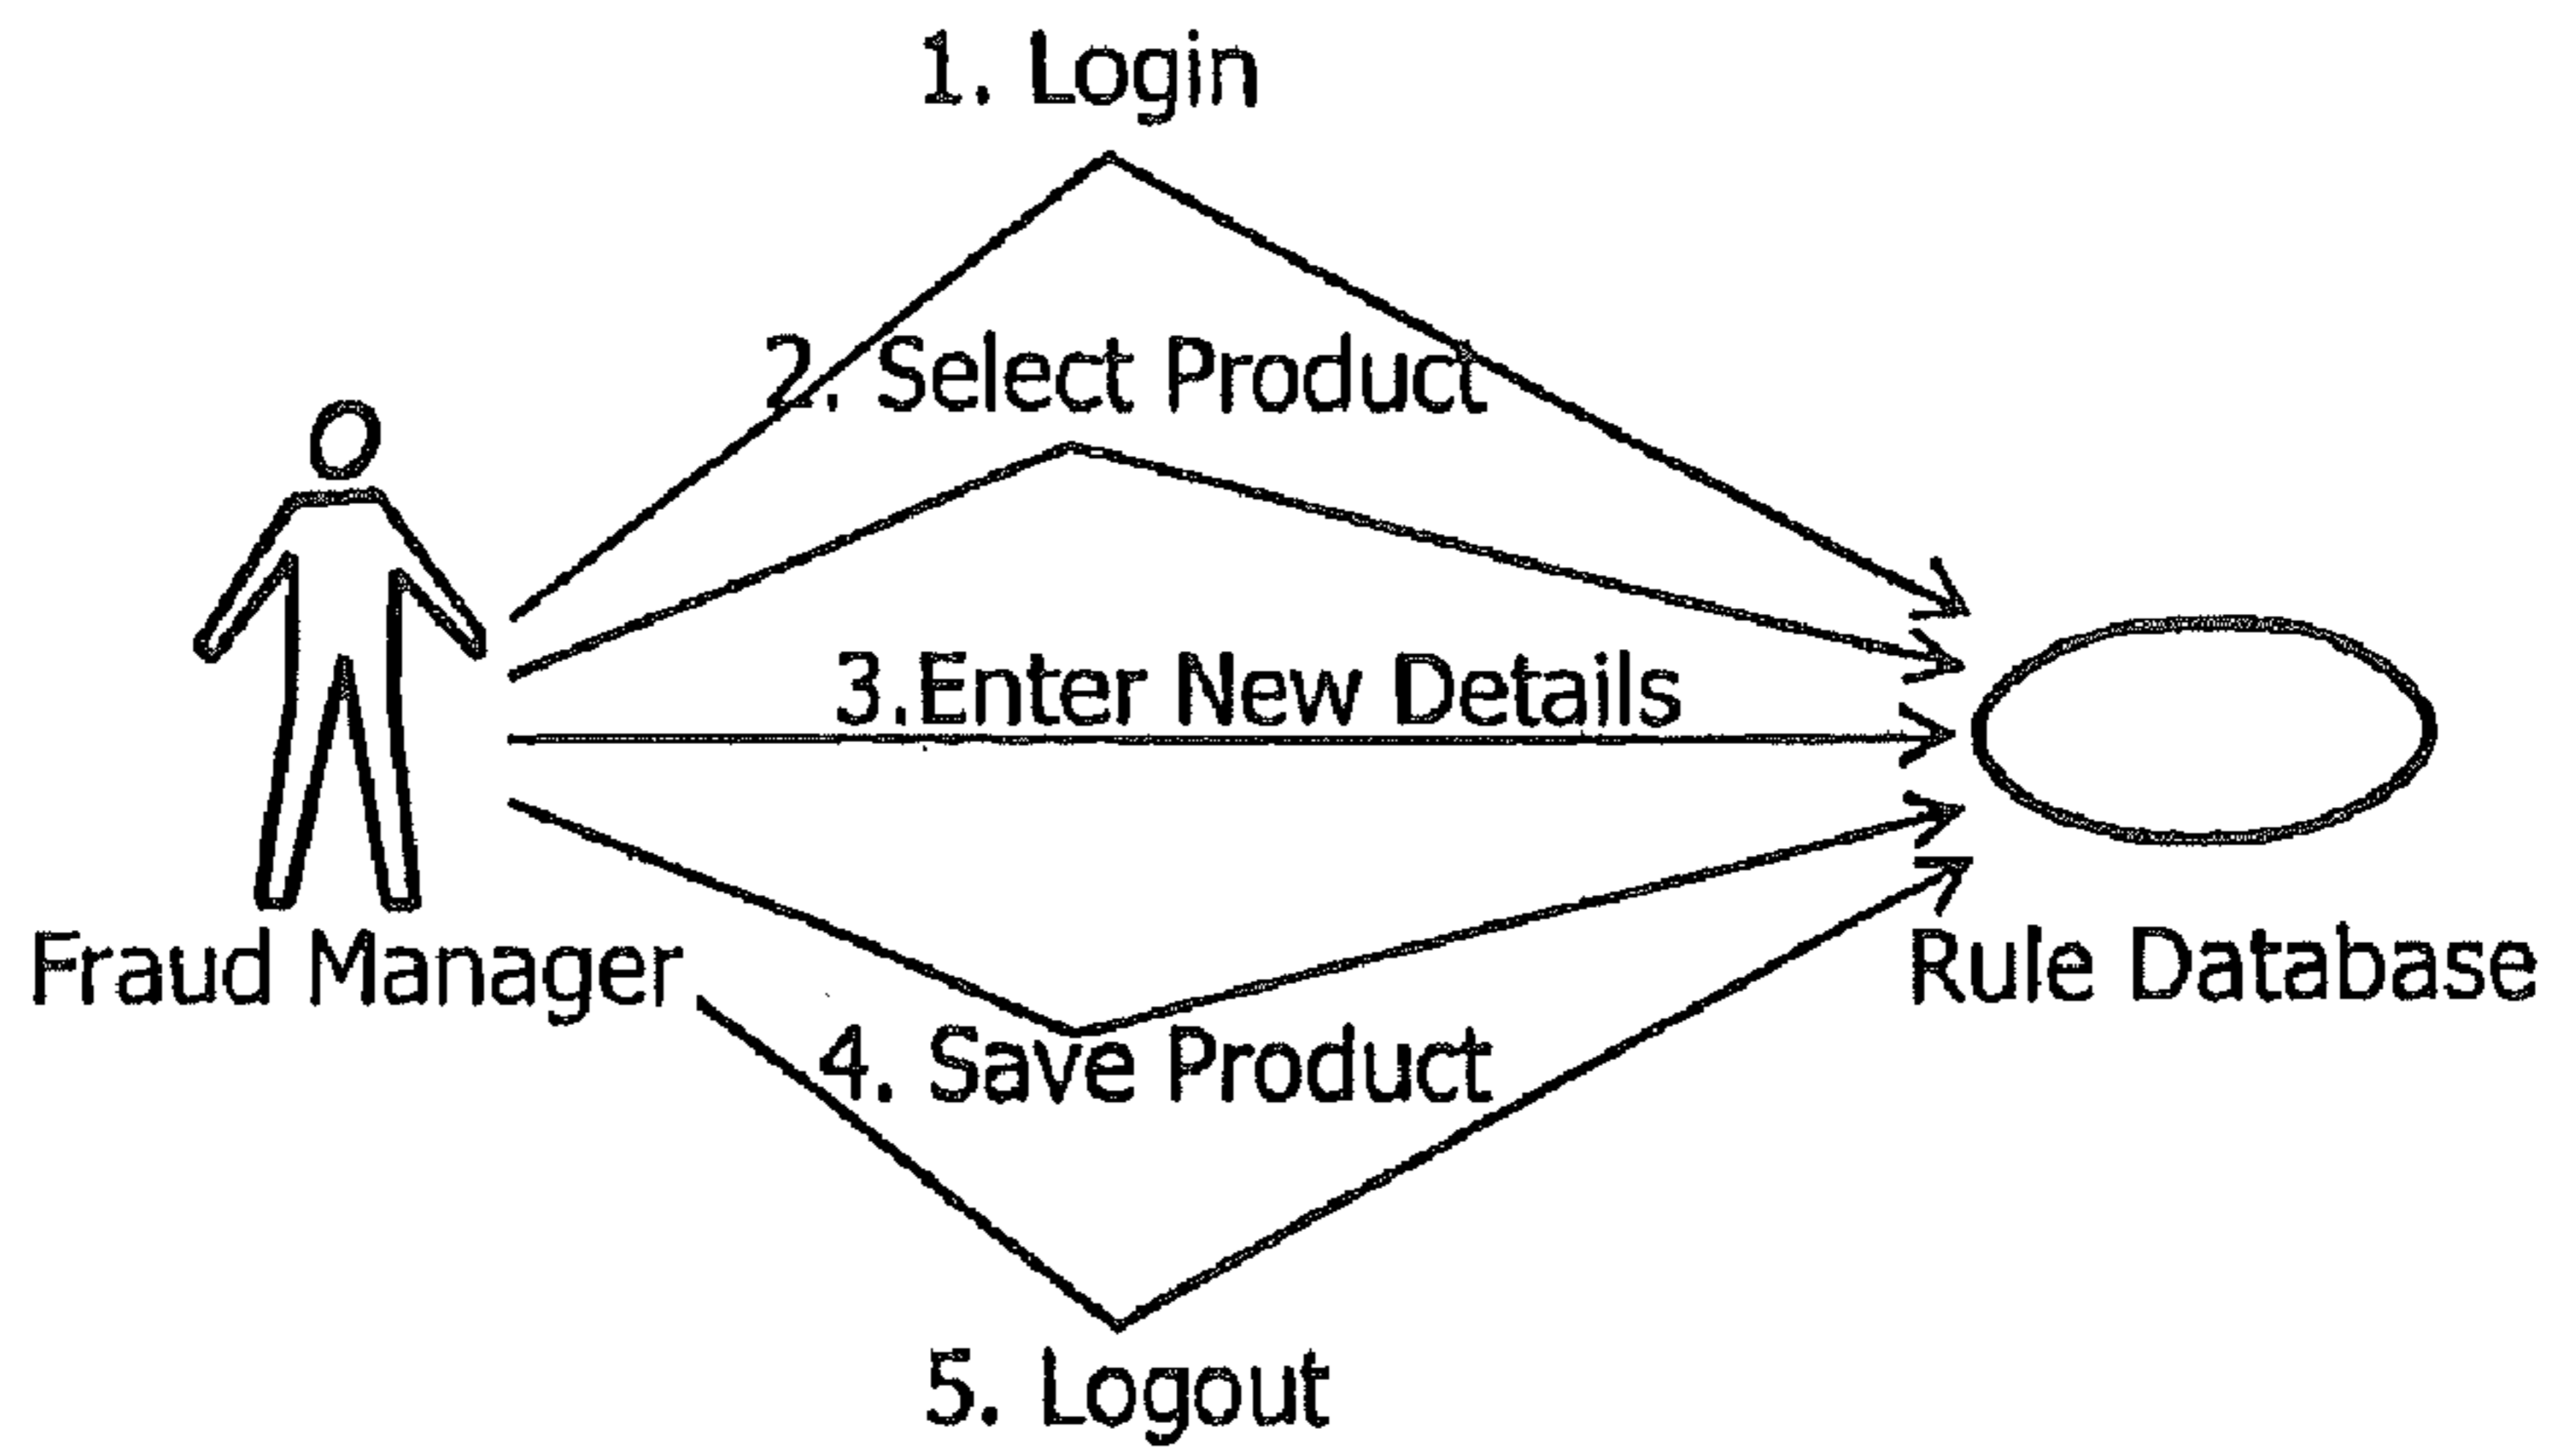 1. Login
2. Select Product
3.Enter New Details
Fraud Manager
Rule Database
4. Save Product
5. Logout